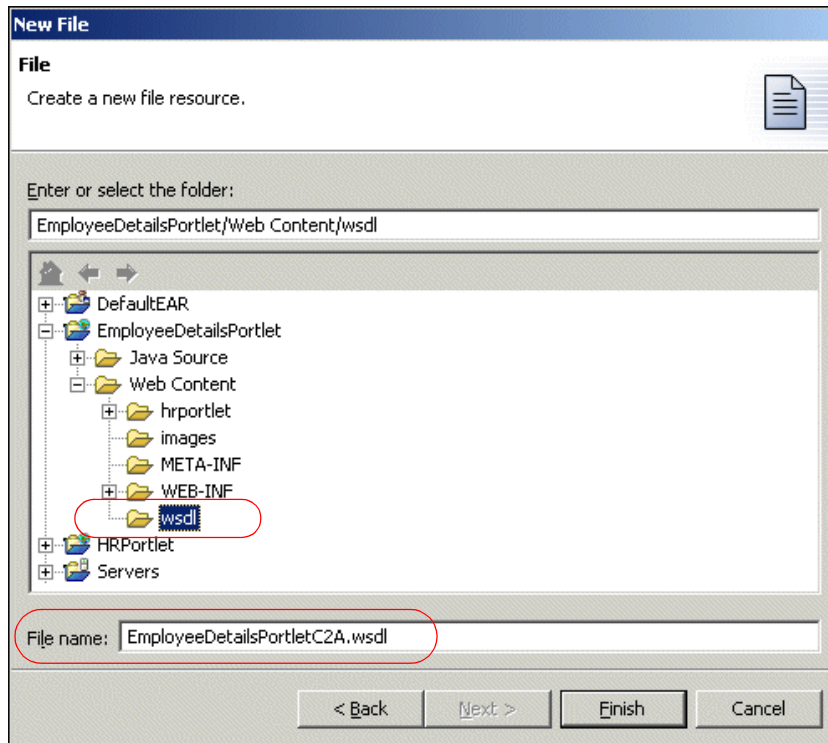 New File
File
Create a new file resource.
Enter or select the folder:
EmployeeDetailsPortlet/Web Content/wsdl
DefaultEAR
EmployeeDetailsPortlet
Java Source
Web Content
hrportlet
images
META-INF
WEB-INF
wsdl
HRPortlet
Servers
File name: EmployeeDetailsPortletC2A.wsdl
< Back Next > Finish Cancel